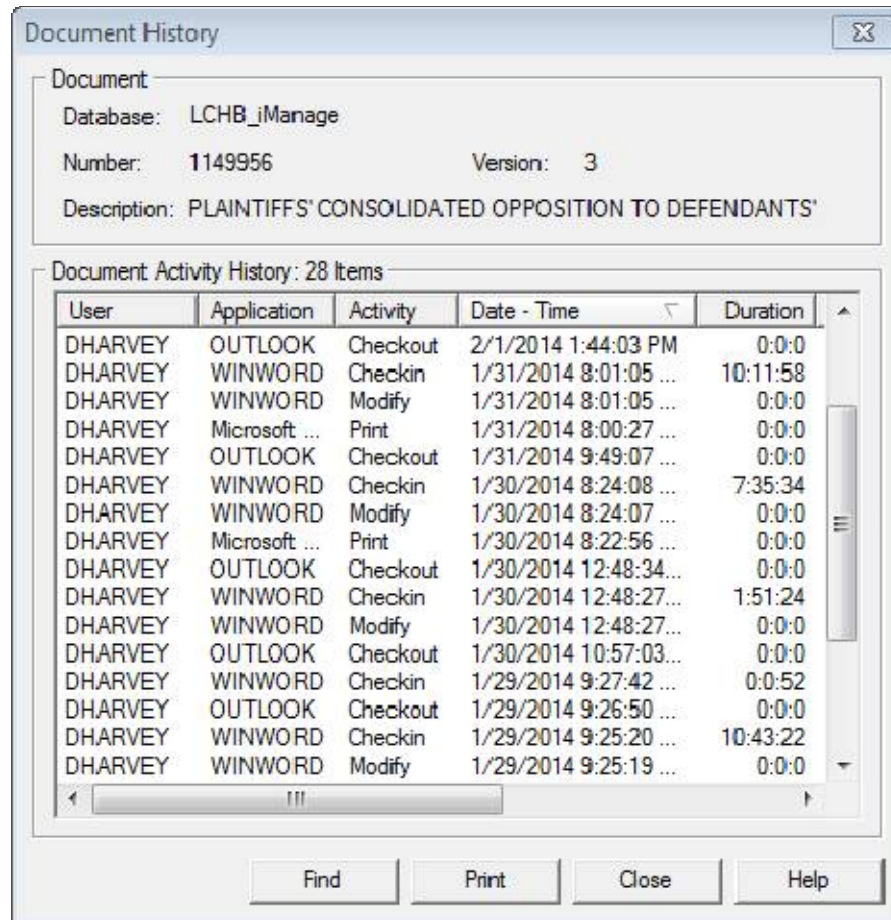 Document History
Document
Database: LCHB_iManage
Number: 1149956 Version: 3
Description: PLAINTIFFS' CONSOLIDATED OPPOSITION TO DEFENDANTS'
Document Activity History: 28 Items
User Application Activity Date - Time Duration
DHARVEY OUTLOOK Checkout 2/1/2014 1:44:03 PM 0:0:0
DHARVEY WINWORD Checkin 1/31/2014 8:01:05 ... 10:11:58
DHARVEY WINWORD Modify 1/31/2014 8:01:05 ... 0:0:0
DHARVEY Microsoft ... Print 1/31/2014 8:00:27 ... 0:0:0
DHARVEY OUTLOOK Checkout 1/31/2014 9:49:07 ... 0:0:0
DHARVEY WINWORD Checkin 1/30/2014 8:24:08 ... 7:35:34
DHARVEY WINWORD Modify 1/30/2014 8:24:07 ... 0:0:0
DHARVEY Microsoft ... Print 1/30/2014 8:22:56 ... 0:0:0
DHARVEY OUTLOOK Checkout 1/30/2014 12:48:34... 0:0:0
DHARVEY WINWORD Checkin 1/30/2014 12:48:27... 1:51:24
DHARVEY WINWORD Modify 1/30/2014 12:48:27... 0:0:0
DHARVEY OUTLOOK Checkout 1/30/2014 10:57:03... 0:0:0
DHARVEY WINWORD Checkin 1/29/2014 9:27:42 ... 0:0:52
DHARVEY OUTLOOK Checkout 1/29/2014 9:26:50 ... 0:0:0
DHARVEY WINWORD Checkin 1/29/2014 9:25:20 ... 10:43:22
DHARVEY WINWORD Modify 1/29/2014 9:25:19 ... 0:0:0
Find Print Close Help